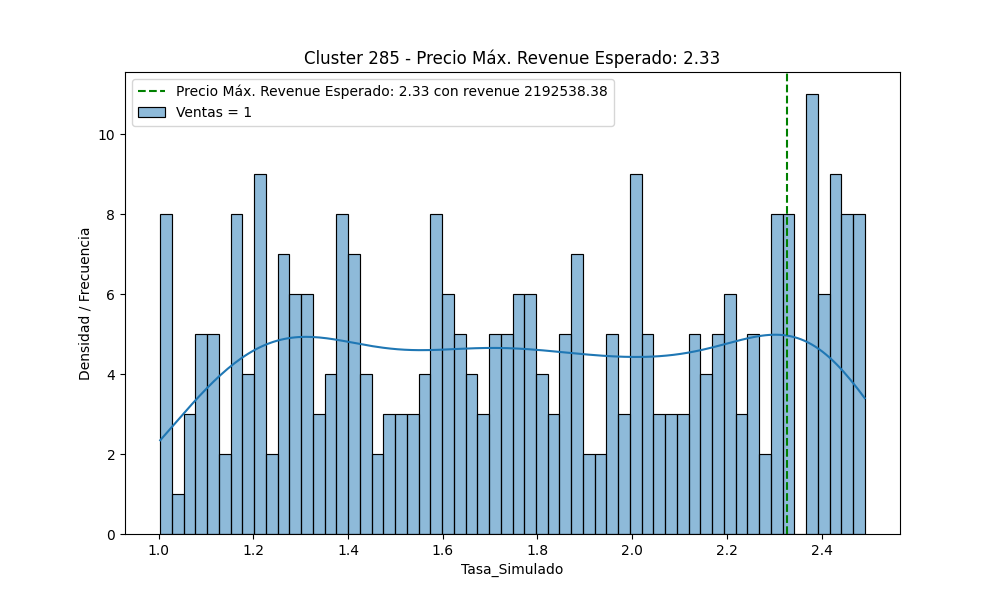 Cluster 285 - Precio Máx. Revenue Esperado: 2.33
Precio Máx. Revenue Esperado: 2.33 con revenue 2192538.38
Ventas = 1
Densidad / Frecuencia
10
8
6
4
2
0
1.0 1.2 1.4 1.6 1.8 2.0 2.2 2.4
Tasa_Simulado